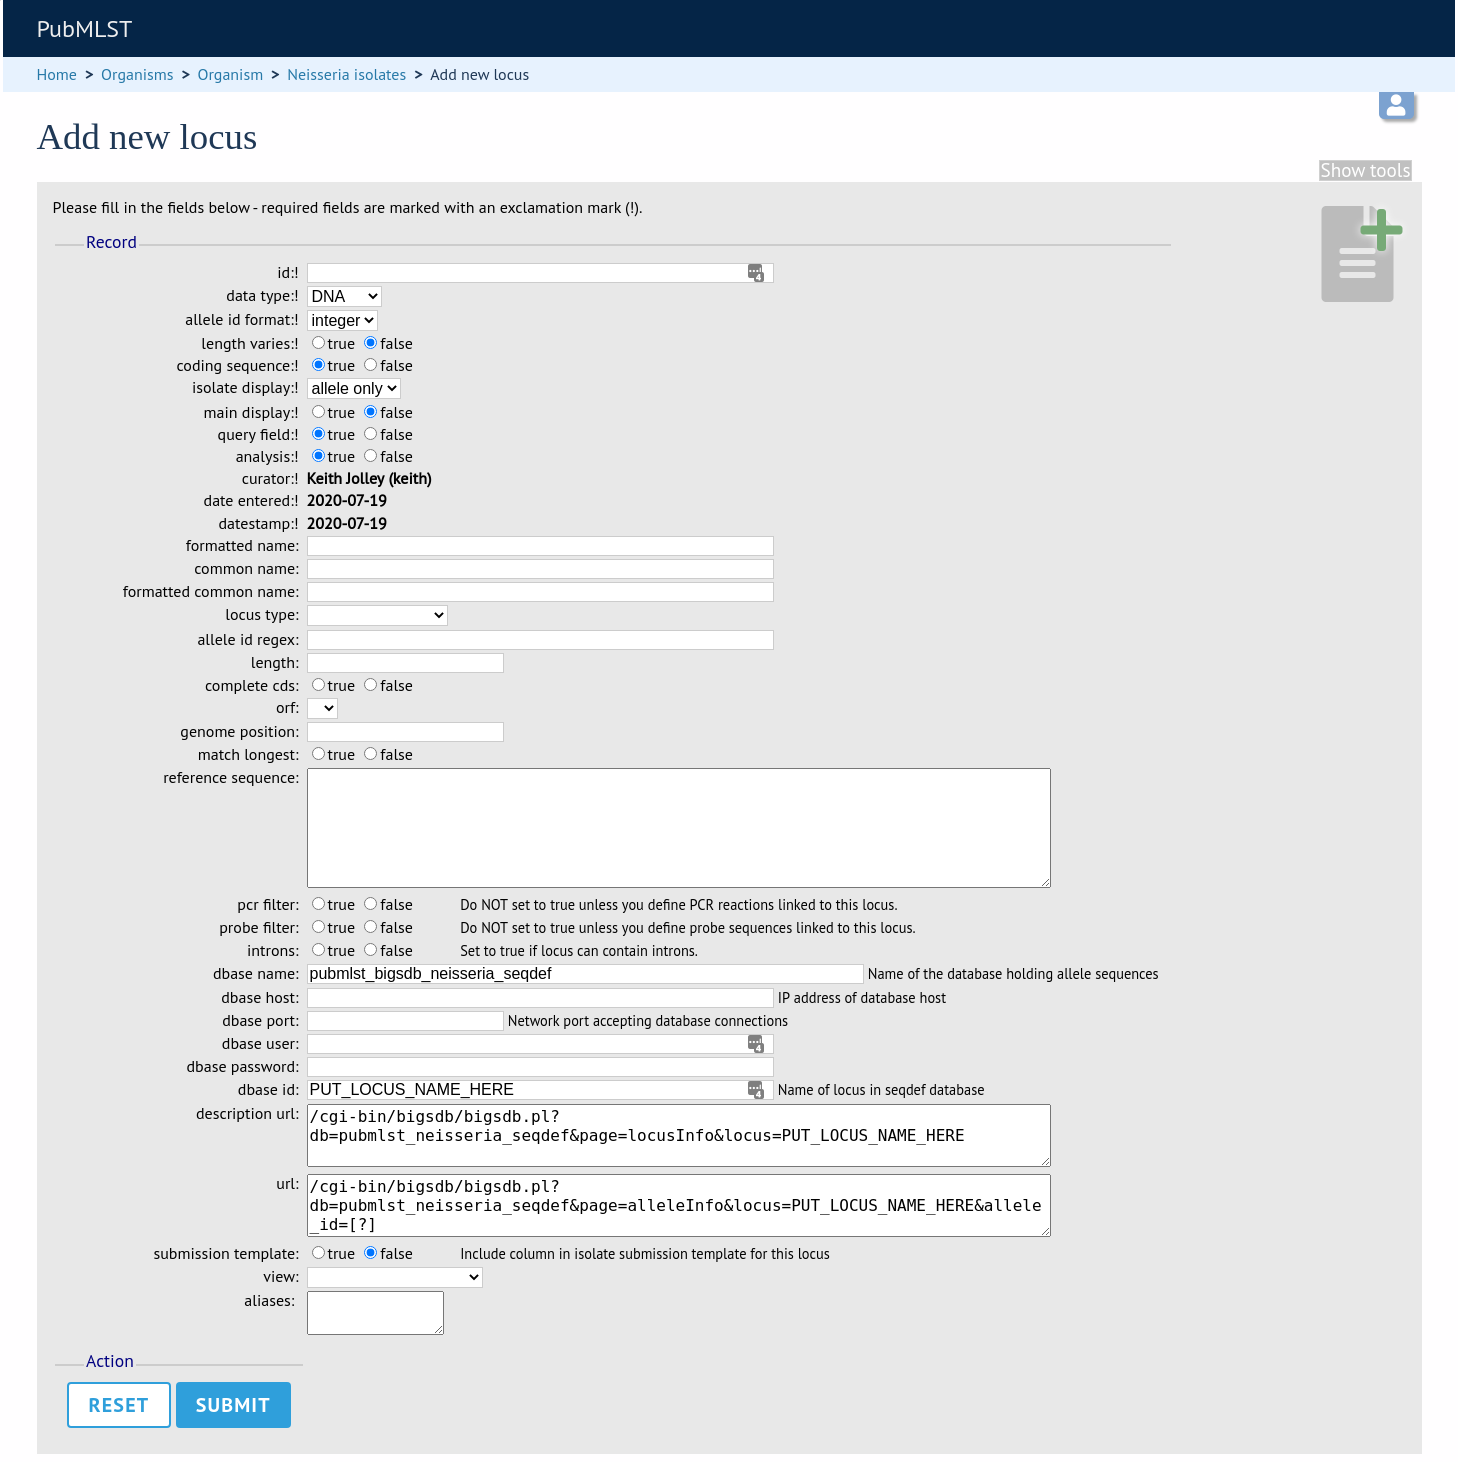 PubMLST
Home > Organisms > Organism > Neisseria isolates > Add new locus
Add new locus
Show tools
Please fill in the fields below - required fields are marked with an exclamation mark (!).
Record
id:!
data type:! DNA
allele id format:! integer
length varies:! true false
coding sequence:! true false
isolate display:! allele only
main display:! true false
query field:! true false
analysis:! true false
curator:! Keith Jolley (keith)
date entered:! 2020-07-19
datestamp:! 2020-07-19
formatted name:
common name:
formatted common name:
locus type:
allele id regex:
length:
complete cds: true false
orf:
genome position:
match longest: true false
reference sequence:
pcr filter: true false Do NOT set to true unless you define PCR reactions linked to this locus.
probe filter: true false Do NOT set to true unless you define probe sequences linked to this locus.
introns: true false Set to true if locus can contain introns.
dbase name: pubmlst_bigsdb_neisseria_seqdef Name of the database holding allele sequences
dbase host: IP address of database host
dbase port: Network port accepting database connections
dbase user:
dbase password:
dbase id: PUT_LOCUS_NAME_HERE Name of locus in seqdef database
description url: /cgi-bin/bigsdb/bigsdb.pl?
db=pubmlst_neisseria_seqdef&page=locusInfo&locus=PUT_LOCUS_NAME_HERE
url: /cgi-bin/bigsdb/bigsdb.pl?
db=pubmlst_neisseria_seqdef&page=alleleInfo&locus=PUT_LOCUS_NAME_HERE&allele
_id=[?]
submission template: true false Include column in isolate submission template for this locus
view:
aliases:
Action
RESET SUBMIT